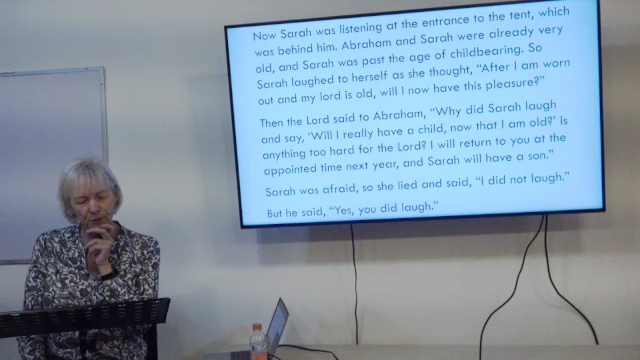 Now Sarah was listening at the entrance to the tent, which
was behind him. Abraham and Sarah were already very
old, and Sarah was past the age of childbearing. So
Sarah laughed to herself as she thought, “After I am worn
out and my lord is old, will I now have this pleasure?”
Then the Lord said to Abraham, “Why did Sarah laugh
and say, ‘Will I really have a child, now that I am old?’ Is
anything too hard for the Lord? I will return to you at the
appointed time next year, and Sarah will have a son.”
Sarah was afraid, so she lied and said, “I did not laugh.”
But he said, “Yes, you did laugh.”